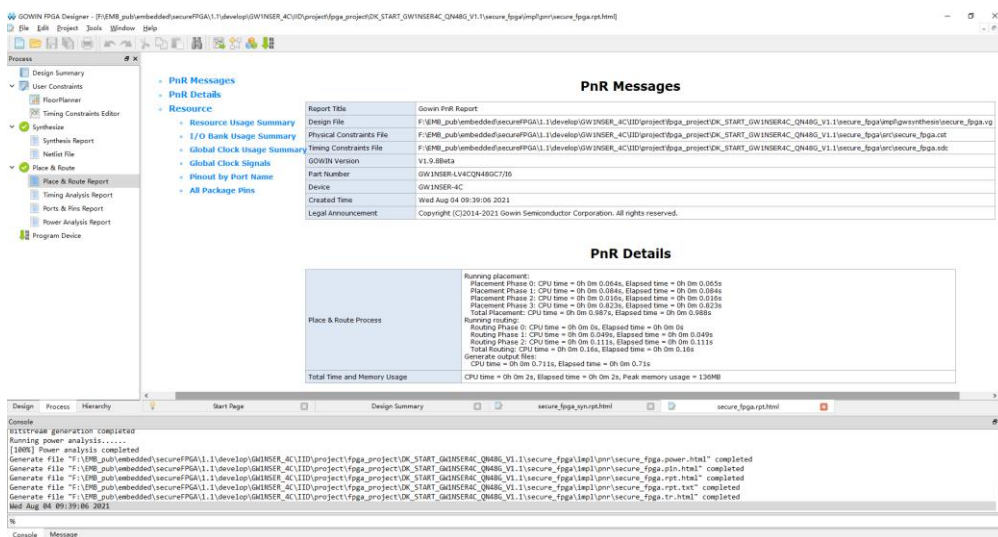 GOWIN FPGA Designer - [F:\EMB_pub\embedded\secureFPGA\1.1\develop\GW1NSER_4C\IID\project\fpga_project\DK_START_GW1NSER4C_QN48G_V1.1\secure_fpga\impl\pnr\secure_fpga.rpt.html]
File Edit Project Tools Window Help
Process
Design Summary
User Constraints
FloorPlanner
Timing Constraints Editor
Synthesize
Synthesis Report
Netlist File
Place & Route
Place & Route Report
Timing Analysis Report
Ports & Pins Report
Power Analysis Report
Program Device
PnR Messages
PnR Details
Resource
Resource Usage Summary
I/O Bank Usage Summary
Global Clock Usage Summary
Global Clock Signals
Pinout by Port Name
All Package Pins
PnR Messages
Report Title Gowin PnR Report
Design File F:\EMB_pub\embedded\secureFPGA\1.1\develop\GW1NSER_4C\IID\project\fpga_project\DK_START_GW1NSER4C_QN48G_V1.1\secure_fpga\impl\gwsynthesis\secure_fpga.vg
Physical Constraints File F:\EMB_pub\embedded\secureFPGA\1.1\develop\GW1NSER_4C\IID\project\fpga_project\DK_START_GW1NSER4C_QN48G_V1.1\secure_fpga\src\secure_fpga.cst
Timing Constraints File F:\EMB_pub\embedded\secureFPGA\1.1\develop\GW1NSER_4C\IID\project\fpga_project\DK_START_GW1NSER4C_QN48G_V1.1\secure_fpga\src\secure_fpga.sdc
GOWIN Version V1.9.8Beta
Part Number GW1NSER-LV4CQN48GC7/I6
Device GW1NSER-4C
Created Time Wed Aug 04 09:39:06 2021
Legal Announcement Copyright (C)2014-2021 Gowin Semiconductor Corporation. All rights reserved.
PnR Details
Place & Route Process
Running placement:
Placement Phase 0: CPU time = 0h 0m 0.064s, Elapsed time = 0h 0m 0.065s
Placement Phase 1: CPU time = 0h 0m 0.084s, Elapsed time = 0h 0m 0.084s
Placement Phase 2: CPU time = 0h 0m 0.016s, Elapsed time = 0h 0m 0.016s
Placement Phase 3: CPU time = 0h 0m 0.823s, Elapsed time = 0h 0m 0.823s
Total Placement: CPU time = 0h 0m 0.987s, Elapsed time = 0h 0m 0.988s
Running routing:
Routing Phase 0: CPU time = 0h 0m 0s, Elapsed time = 0h 0m 0s
Routing Phase 1: CPU time = 0h 0m 0.049s, Elapsed time = 0h 0m 0.049s
Routing Phase 2: CPU time = 0h 0m 0.111s, Elapsed time = 0h 0m 0.111s
Total Routing: CPU time = 0h 0m 0.16s, Elapsed time = 0h 0m 0.16s
Generate output files:
CPU time = 0h 0m 0.711s, Elapsed time = 0h 0m 0.71s
Total Time and Memory Usage CPU time = 0h 0m 2s, Elapsed time = 0h 0m 2s, Peak memory usage = 136MB
Design Process Hierarchy Start Page Design Summary secure_fpga_syn.rpt.html secure_fpga.rpt.html
Console
Bitstream generation completed
Running power analysis......
[100%] Power analysis completed
Generate file "F:\EMB_pub\embedded\secureFPGA\1.1\develop\GW1NSER_4C\IID\project\fpga_project\DK_START_GW1NSER4C_QN48G_V1.1\secure_fpga\impl\pnr\secure_fpga.power.html" completed
Generate file "F:\EMB_pub\embedded\secureFPGA\1.1\develop\GW1NSER_4C\IID\project\fpga_project\DK_START_GW1NSER4C_QN48G_V1.1\secure_fpga\impl\pnr\secure_fpga.pin.html" completed
Generate file "F:\EMB_pub\embedded\secureFPGA\1.1\develop\GW1NSER_4C\IID\project\fpga_project\DK_START_GW1NSER4C_QN48G_V1.1\secure_fpga\impl\pnr\secure_fpga.rpt.html" completed
Generate file "F:\EMB_pub\embedded\secureFPGA\1.1\develop\GW1NSER_4C\IID\project\fpga_project\DK_START_GW1NSER4C_QN48G_V1.1\secure_fpga\impl\pnr\secure_fpga.rpt.txt" completed
Generate file "F:\EMB_pub\embedded\secureFPGA\1.1\develop\GW1NSER_4C\IID\project\fpga_project\DK_START_GW1NSER4C_QN48G_V1.1\secure_fpga\impl\pnr\secure_fpga.tr.html" completed
Wed Aug 04 09:39:06 2021
%
Console Message